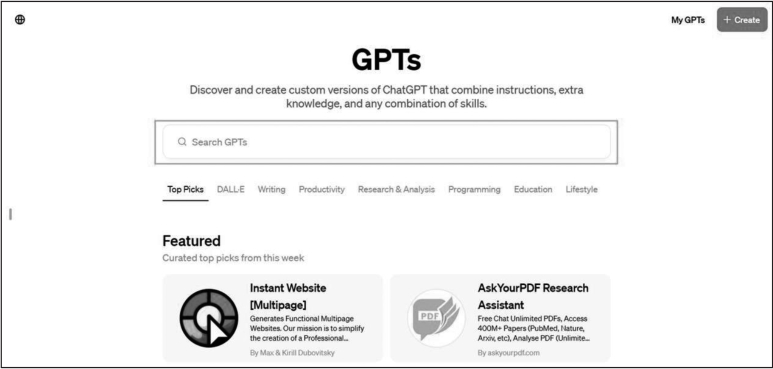 My GPTs
+ Create
GPTs
Discover and create custom versions of ChatGPT that combine instructions, extra
knowledge, and any combination of skills.
Search GPTs
Top Picks DALL·E Writing Productivity Research & Analysis Programming Education Lifestyle
Featured
Curated top picks from this week
Instant Website
[Multipage]
Generates Functional Multipage
Websites. Our mission is to simplify
the creation of a Professional...
By Max & Kirill Dubovitsky
PDF
AskYourPDF Research
Assistant
Free Chat Unlimited PDFs, Access
400M+ Papers (PubMed, Nature,
Arxiv, etc), Analyse PDF (Unlimite...
By askyourpdf.com